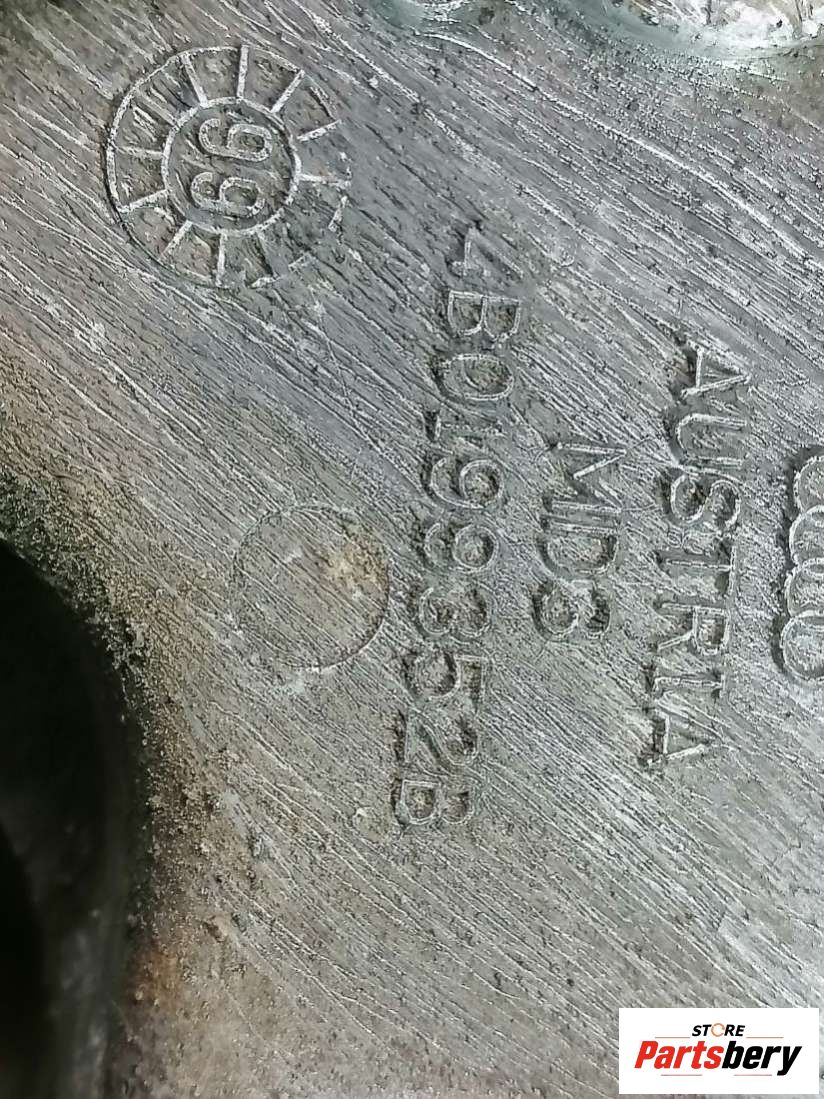 AUSTRIA
MD3
4B0199352B
99
STORE
Partsbery